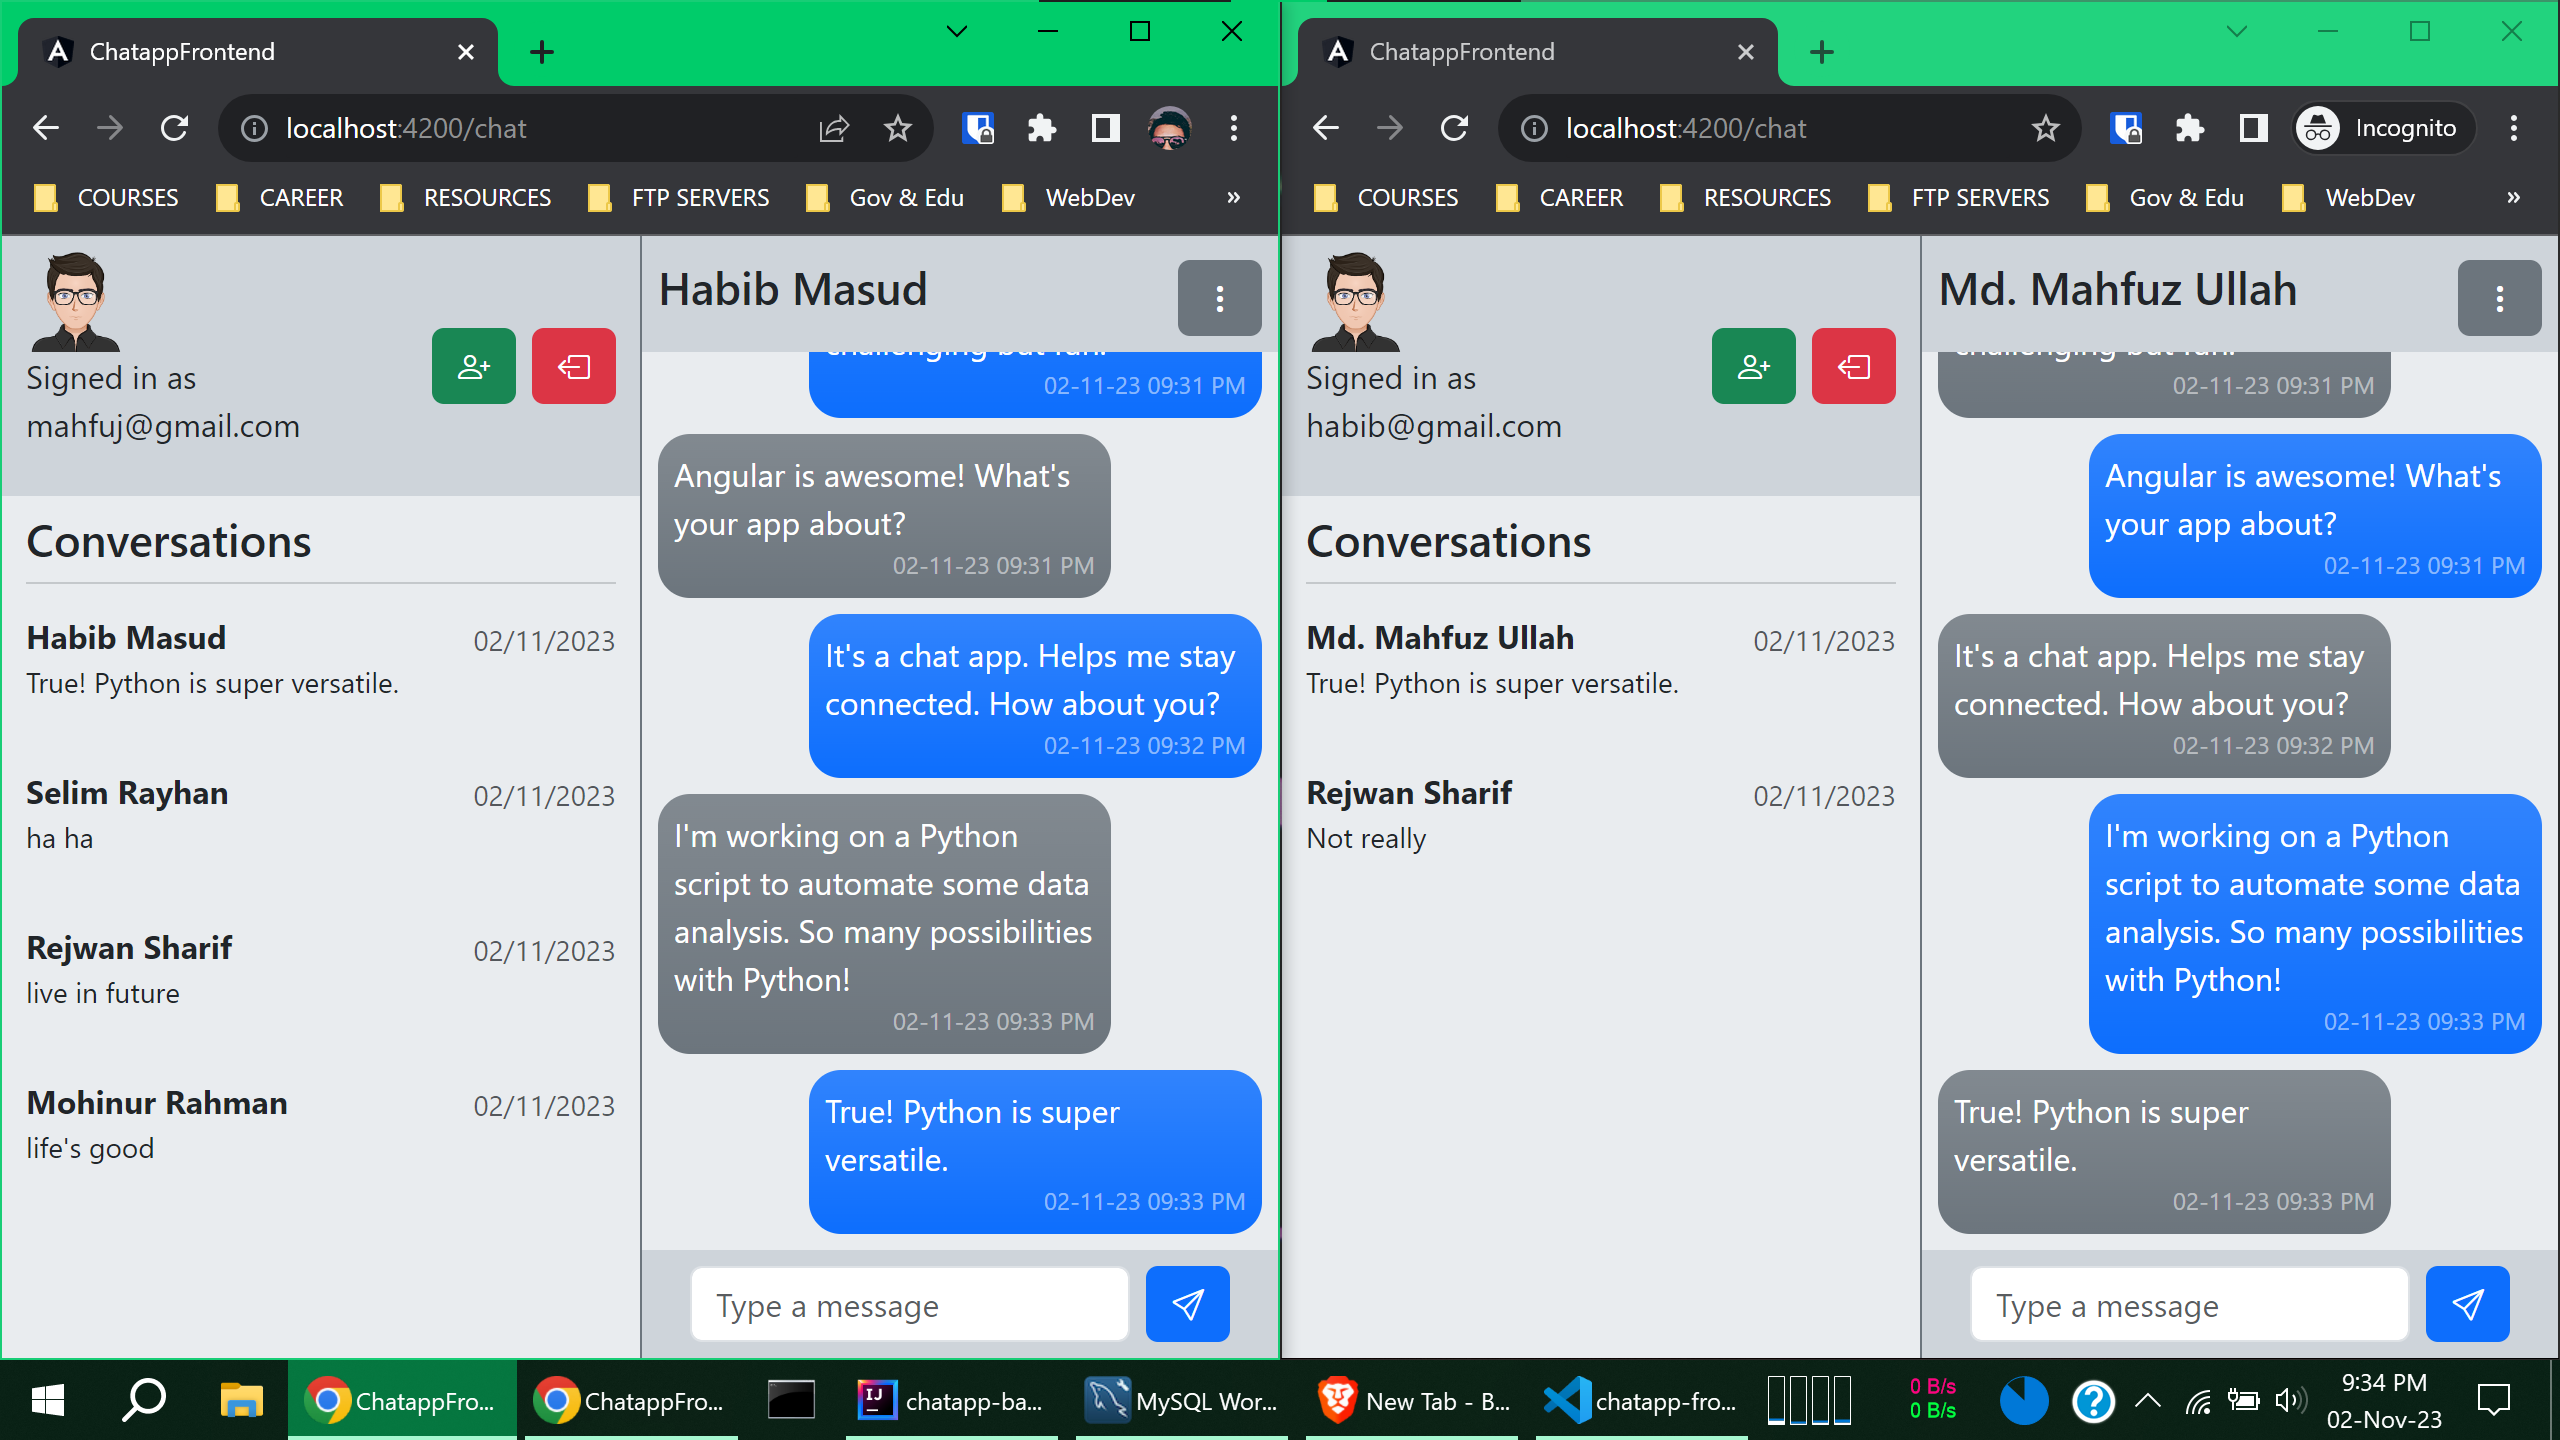 ChatappFrontend
localhost:4200/chat
COURSES CAREER RESOURCES FTP SERVERS Gov & Edu WebDev »
Signed in as
mahfuj@gmail.com
Conversations
Habib Masud 02/11/2023
True! Python is super versatile.
Selim Rayhan 02/11/2023
ha ha
Rejwan Sharif 02/11/2023
live in future
Mohinur Rahman 02/11/2023
life's good
Habib Masud
challenging but fun.
02-11-23 09:31 PM
Angular is awesome! What's
your app about?
02-11-23 09:31 PM
It's a chat app. Helps me stay
connected. How about you?
02-11-23 09:32 PM
I'm working on a Python
script to automate some data
analysis. So many possibilities
with Python!
02-11-23 09:33 PM
True! Python is super
versatile.
02-11-23 09:33 PM
Type a message
ChatappFrontend
localhost:4200/chat
Incognito
COURSES CAREER RESOURCES FTP SERVERS Gov & Edu WebDev »
Signed in as
habib@gmail.com
Conversations
Md. Mahfuz Ullah 02/11/2023
True! Python is super versatile.
Rejwan Sharif 02/11/2023
Not really
Md. Mahfuz Ullah
challenging but fun.
02-11-23 09:31 PM
Angular is awesome! What's
your app about?
02-11-23 09:31 PM
It's a chat app. Helps me stay
connected. How about you?
02-11-23 09:32 PM
I'm working on a Python
script to automate some data
analysis. So many possibilities
with Python!
02-11-23 09:33 PM
True! Python is super
versatile.
02-11-23 09:33 PM
Type a message
ChatappFro... ChatappFro... IJ chatapp-ba... MySQL Wor... New Tab - B... chatapp-fro...
0 B/s
0 B/s
9:34 PM
02-Nov-23